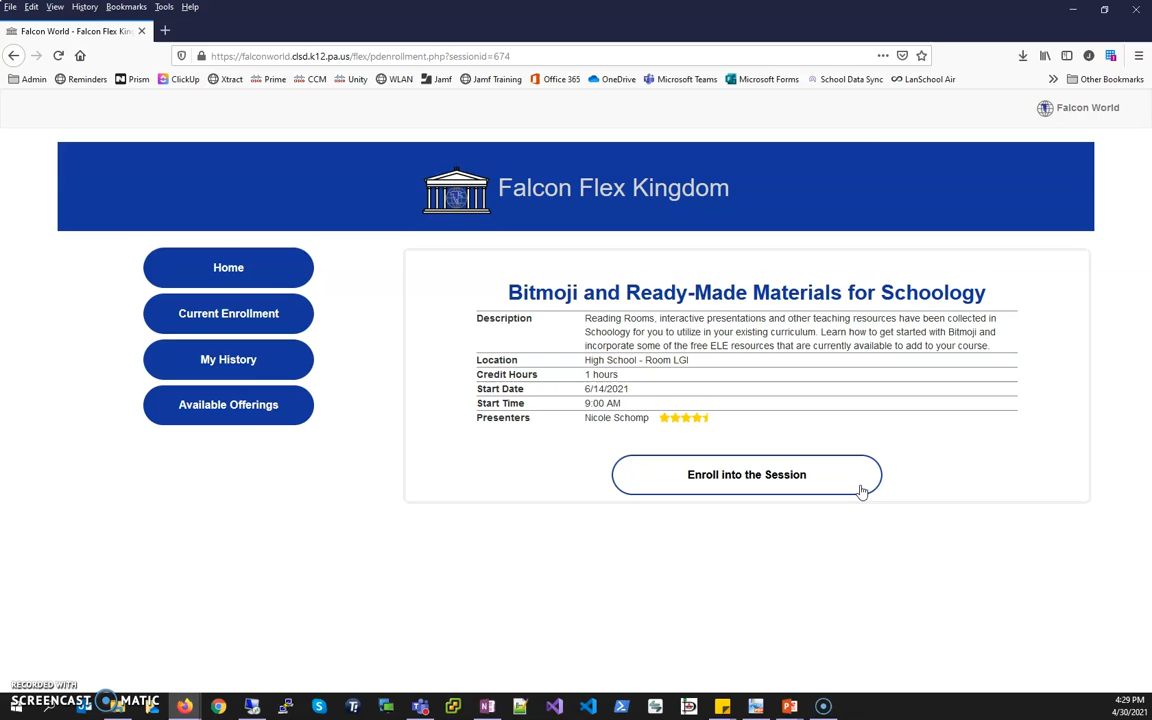 File Edit View History Bookmarks Tools Help
Falcon World - Falcon Flex King
https://falconworld.clsd.k12.pa.us/flex/pdenrollment.php?sessionid=674
Admin Reminders Prism ClickUp Xtract Prime CCM Unity WLAN Jamf Jamf Training Office 365 OneDrive Microsoft Teams Microsoft Forms School Data Sync LanSchool Air Other Bookmarks
Falcon World
Falcon Flex Kingdom
Home
Current Enrollment
My History
Available Offerings
Bitmoji and Ready-Made Materials for Schoology
Description Reading Rooms, interactive presentations and other teaching resources have been collected in
Schoology for you to utilize in your existing curriculum. Learn how to get started with Bitmoji and
incorporate some of the free ELE resources that are currently available to add to your course.
Location High School - Room LGI
Credit Hours 1 hours
Start Date 6/14/2021
Start Time 9:00 AM
Presenters Nicole Schomp
Enroll into the Session
RECORDED WITH
SCREENCAST MATIC
4:29 PM
4/30/2021